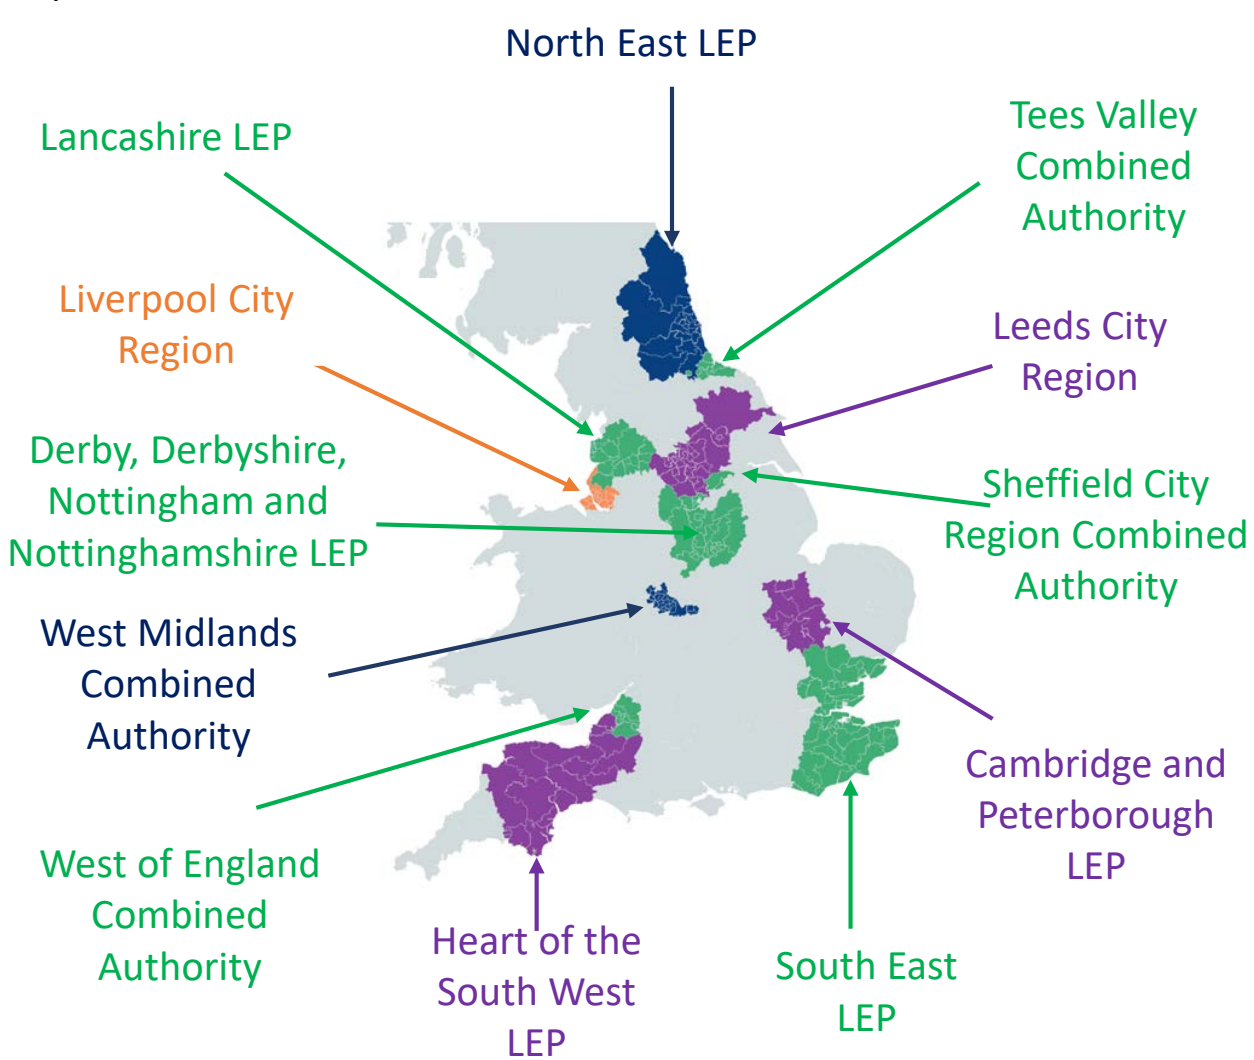 North East LEP
Lancashire LEP
Tees Valley
Combined
Authority
Liverpool City
Region
Leeds City
Region
Derby, Derbyshire,
Nottingham and
Nottinghamshire LEP
Sheffield City
Region Combined
Authority
West Midlands
Combined
Authority
Cambridge and
Peterborough
LEP
West of England
Combined
Authority
Heart of the
South West
LEP
South East
LEP